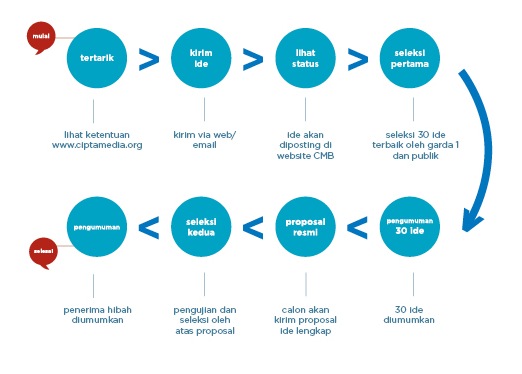 mulai
tertarik
>
kirim
ide
>
lihat
status
>
seleksi
pertama
lihat ketentuan
www.ciptamedia.org
kirim via web/
email
ide akan
diposting di
website CMB
seleksi 30 ide
terbaik oleh garda 1
dan publik
pengumuman
<
seleksi
kedua
<
proposal
resmi
<
pengumuman
30 ide
selesai
penerima hibah
diumumkan
pengujian dan
seleksi oleh
atas proposal
calon akan
kirim proposal
ide lengkap
30 ide
diumumkan